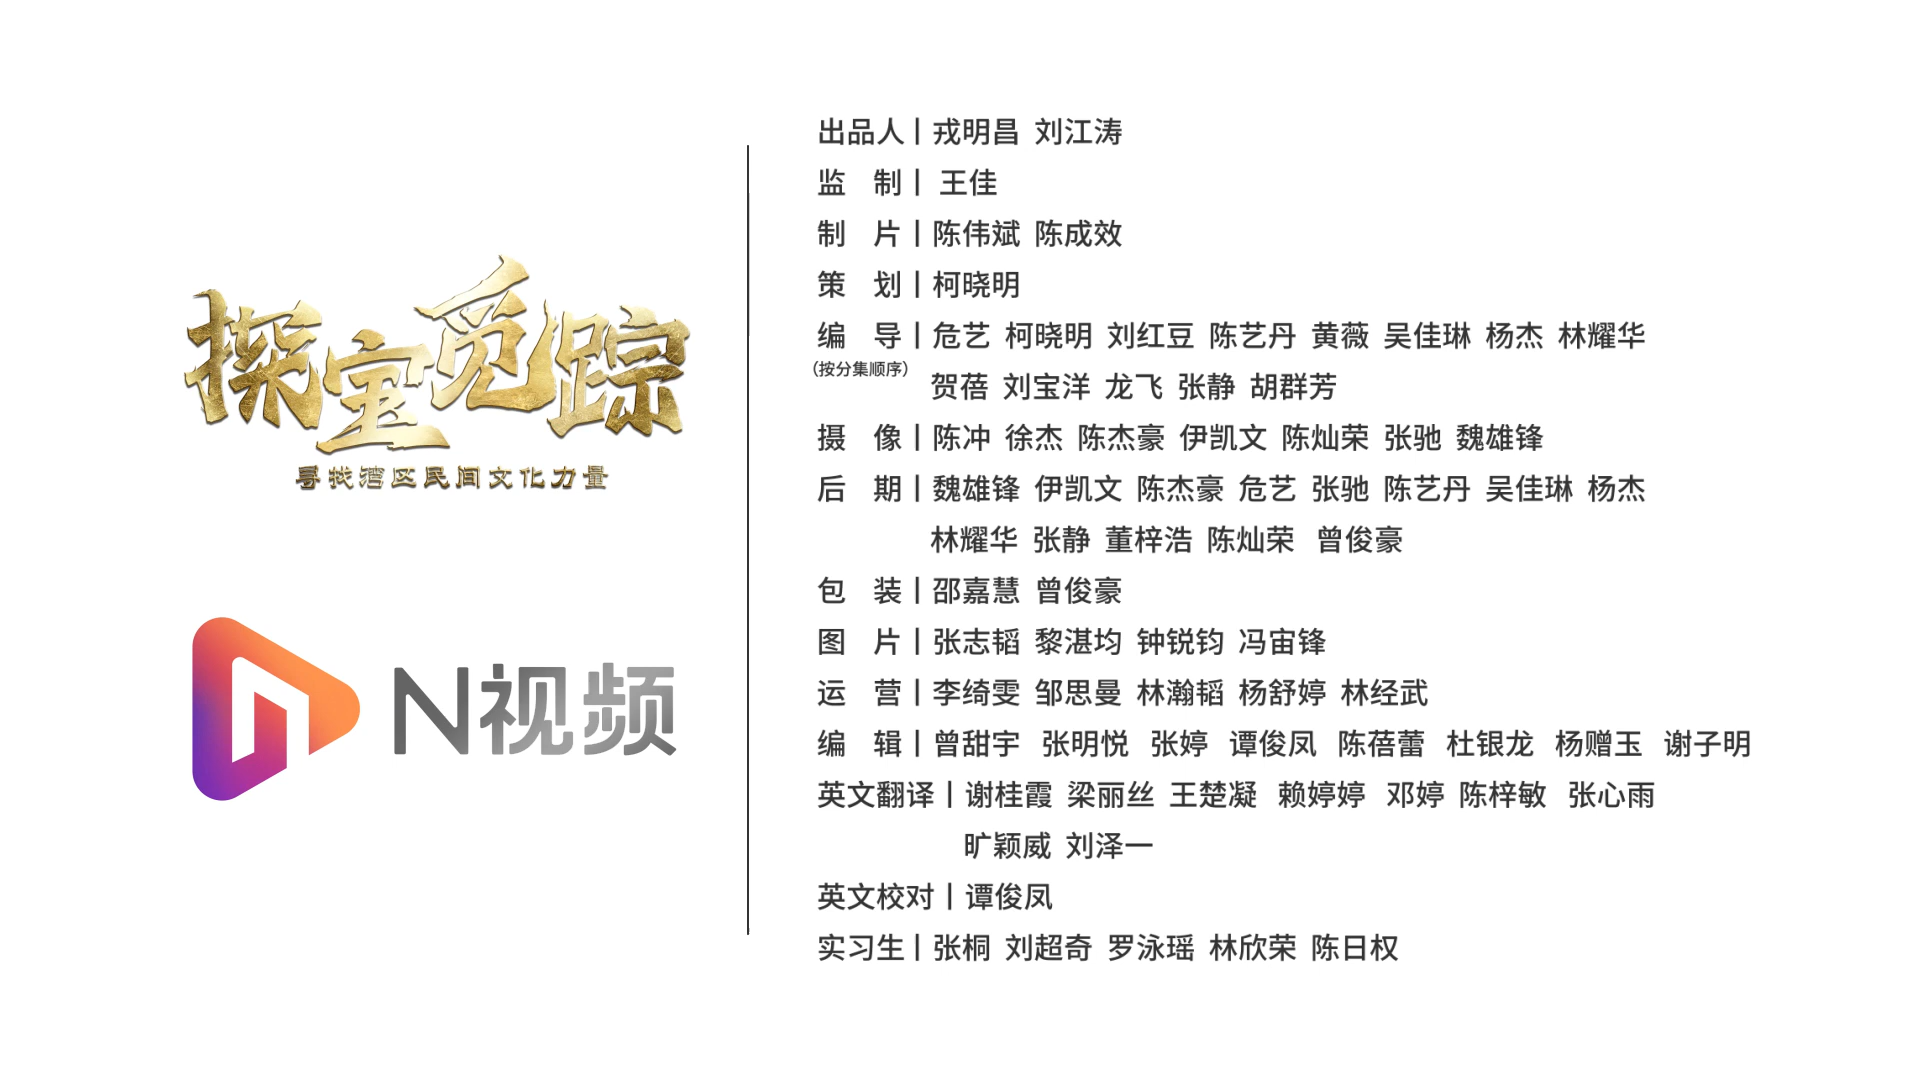 探宝觅踪
寻找湾区民间文化力量
N视频
出品人丨戎明昌 刘江涛
监 制丨 王佳
制 片丨陈伟斌 陈成效
策 划丨柯晓明
编 导丨危艺 柯晓明 刘红豆 陈艺丹 黄薇 吴佳琳 杨杰 林耀华
(按分集顺序)
贺蓓 刘宝洋 龙飞 张静 胡群芳
摄 像丨陈冲 徐杰 陈杰豪 伊凯文 陈灿荣 张驰 魏雄锋
后 期丨魏雄锋 伊凯文 陈杰豪 危艺 张驰 陈艺丹 吴佳琳 杨杰
林耀华 张静 董梓浩 陈灿荣 曾俊豪
包 装丨邵嘉慧 曾俊豪
图 片丨张志韬 黎湛均 钟锐钧 冯宙锋
运 营丨李绮雯 邹思曼 林瀚韬 杨舒婷 林经武
编 辑丨曾甜宇 张明悦 张婷 谭俊凤 陈蓓蕾 杜银龙 杨赠玉 谢子明
英文翻译丨谢桂霞 梁丽丝 王楚凝 赖婷婷 邓婷 陈梓敏 张心雨
旷颖威 刘泽一
英文校对丨谭俊凤
实习生丨张桐 刘超奇 罗泳瑶 林欣荣 陈日权